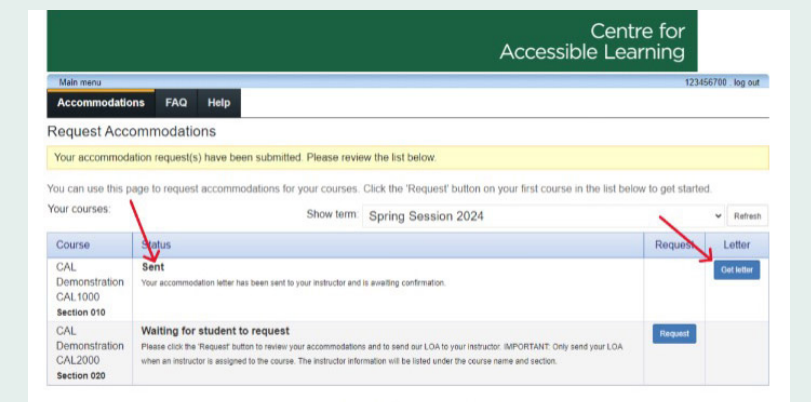 Centre for
Accessible Learning
Main menu
123456700 . log out
Accommodations FAQ Help
Request Accommodations
Your accommodation request(s) have been submitted. Please review the list below.
You can use this page to request accommodations for your courses. Click the 'Request' button on your first course in the list below to get started.
Your courses:
Show term: Spring Session 2024
Refresh
Course Status Request Letter
CAL
Demonstration
CAL1000
Section 010
Sent
Your accommodation letter has been sent to your instructor and is awaiting confirmation.
Get letter
CAL
Demonstration
CAL2000
Section 020
Waiting for student to request
Please click the 'Request' button to review your accommodations and to send our LOA to your instructor. IMPORTANT: Only send your LOA
when an instructor is assigned to the course. The instructor information will be listed under the course name and section.
Request